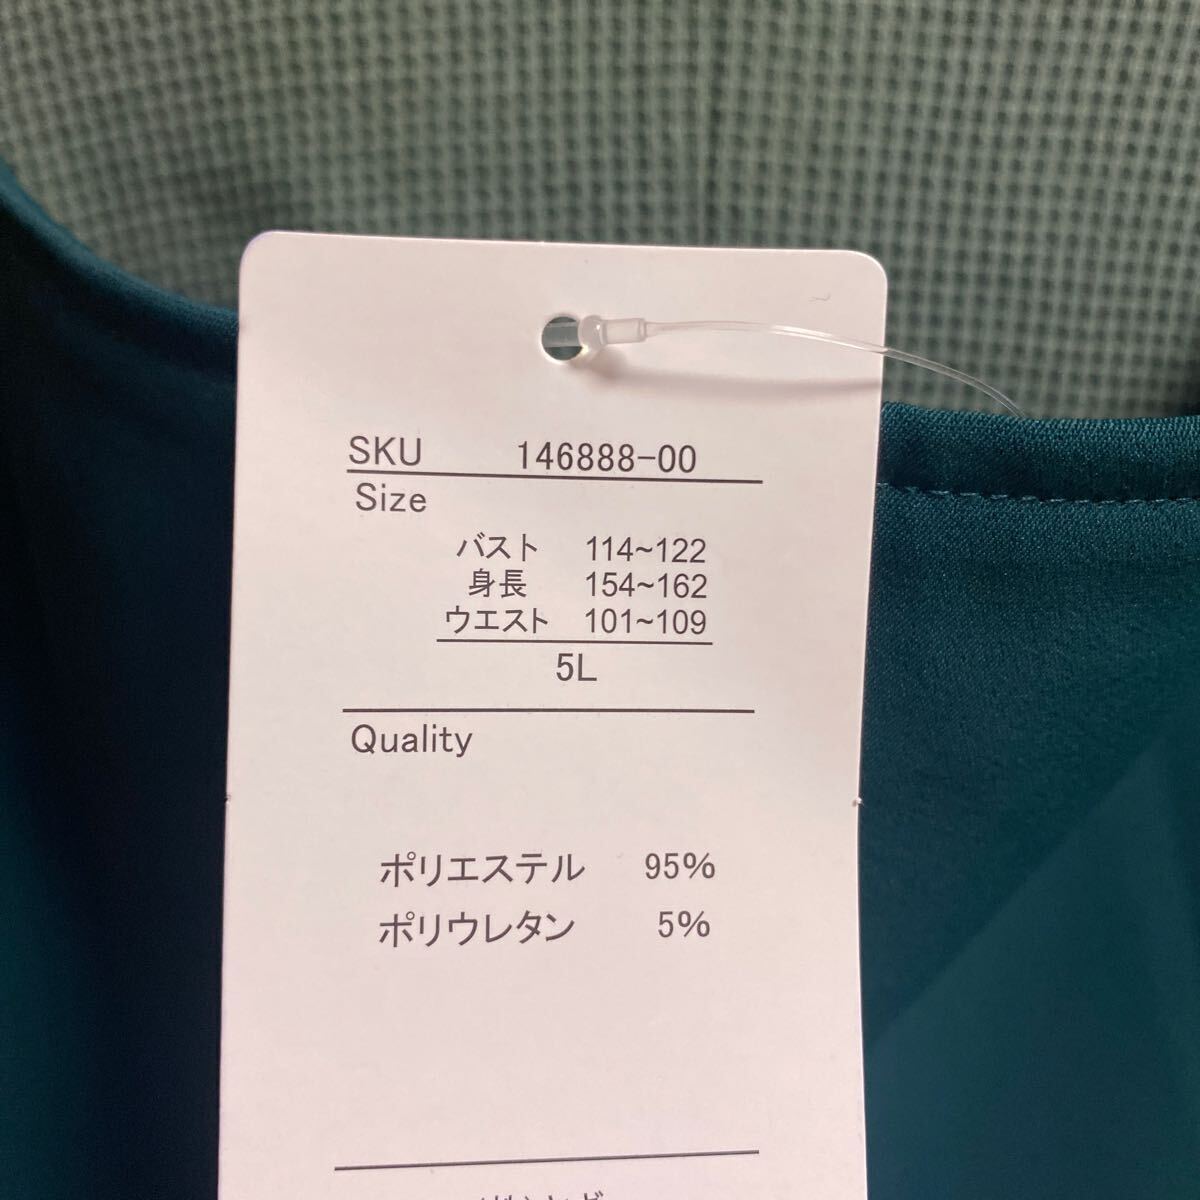 SKU 146888-00
Size
バスト 114~122
身長 154~162
ウエスト 101~109
5L
Quality
ポリエステル 95%
ポリウレタン 5%